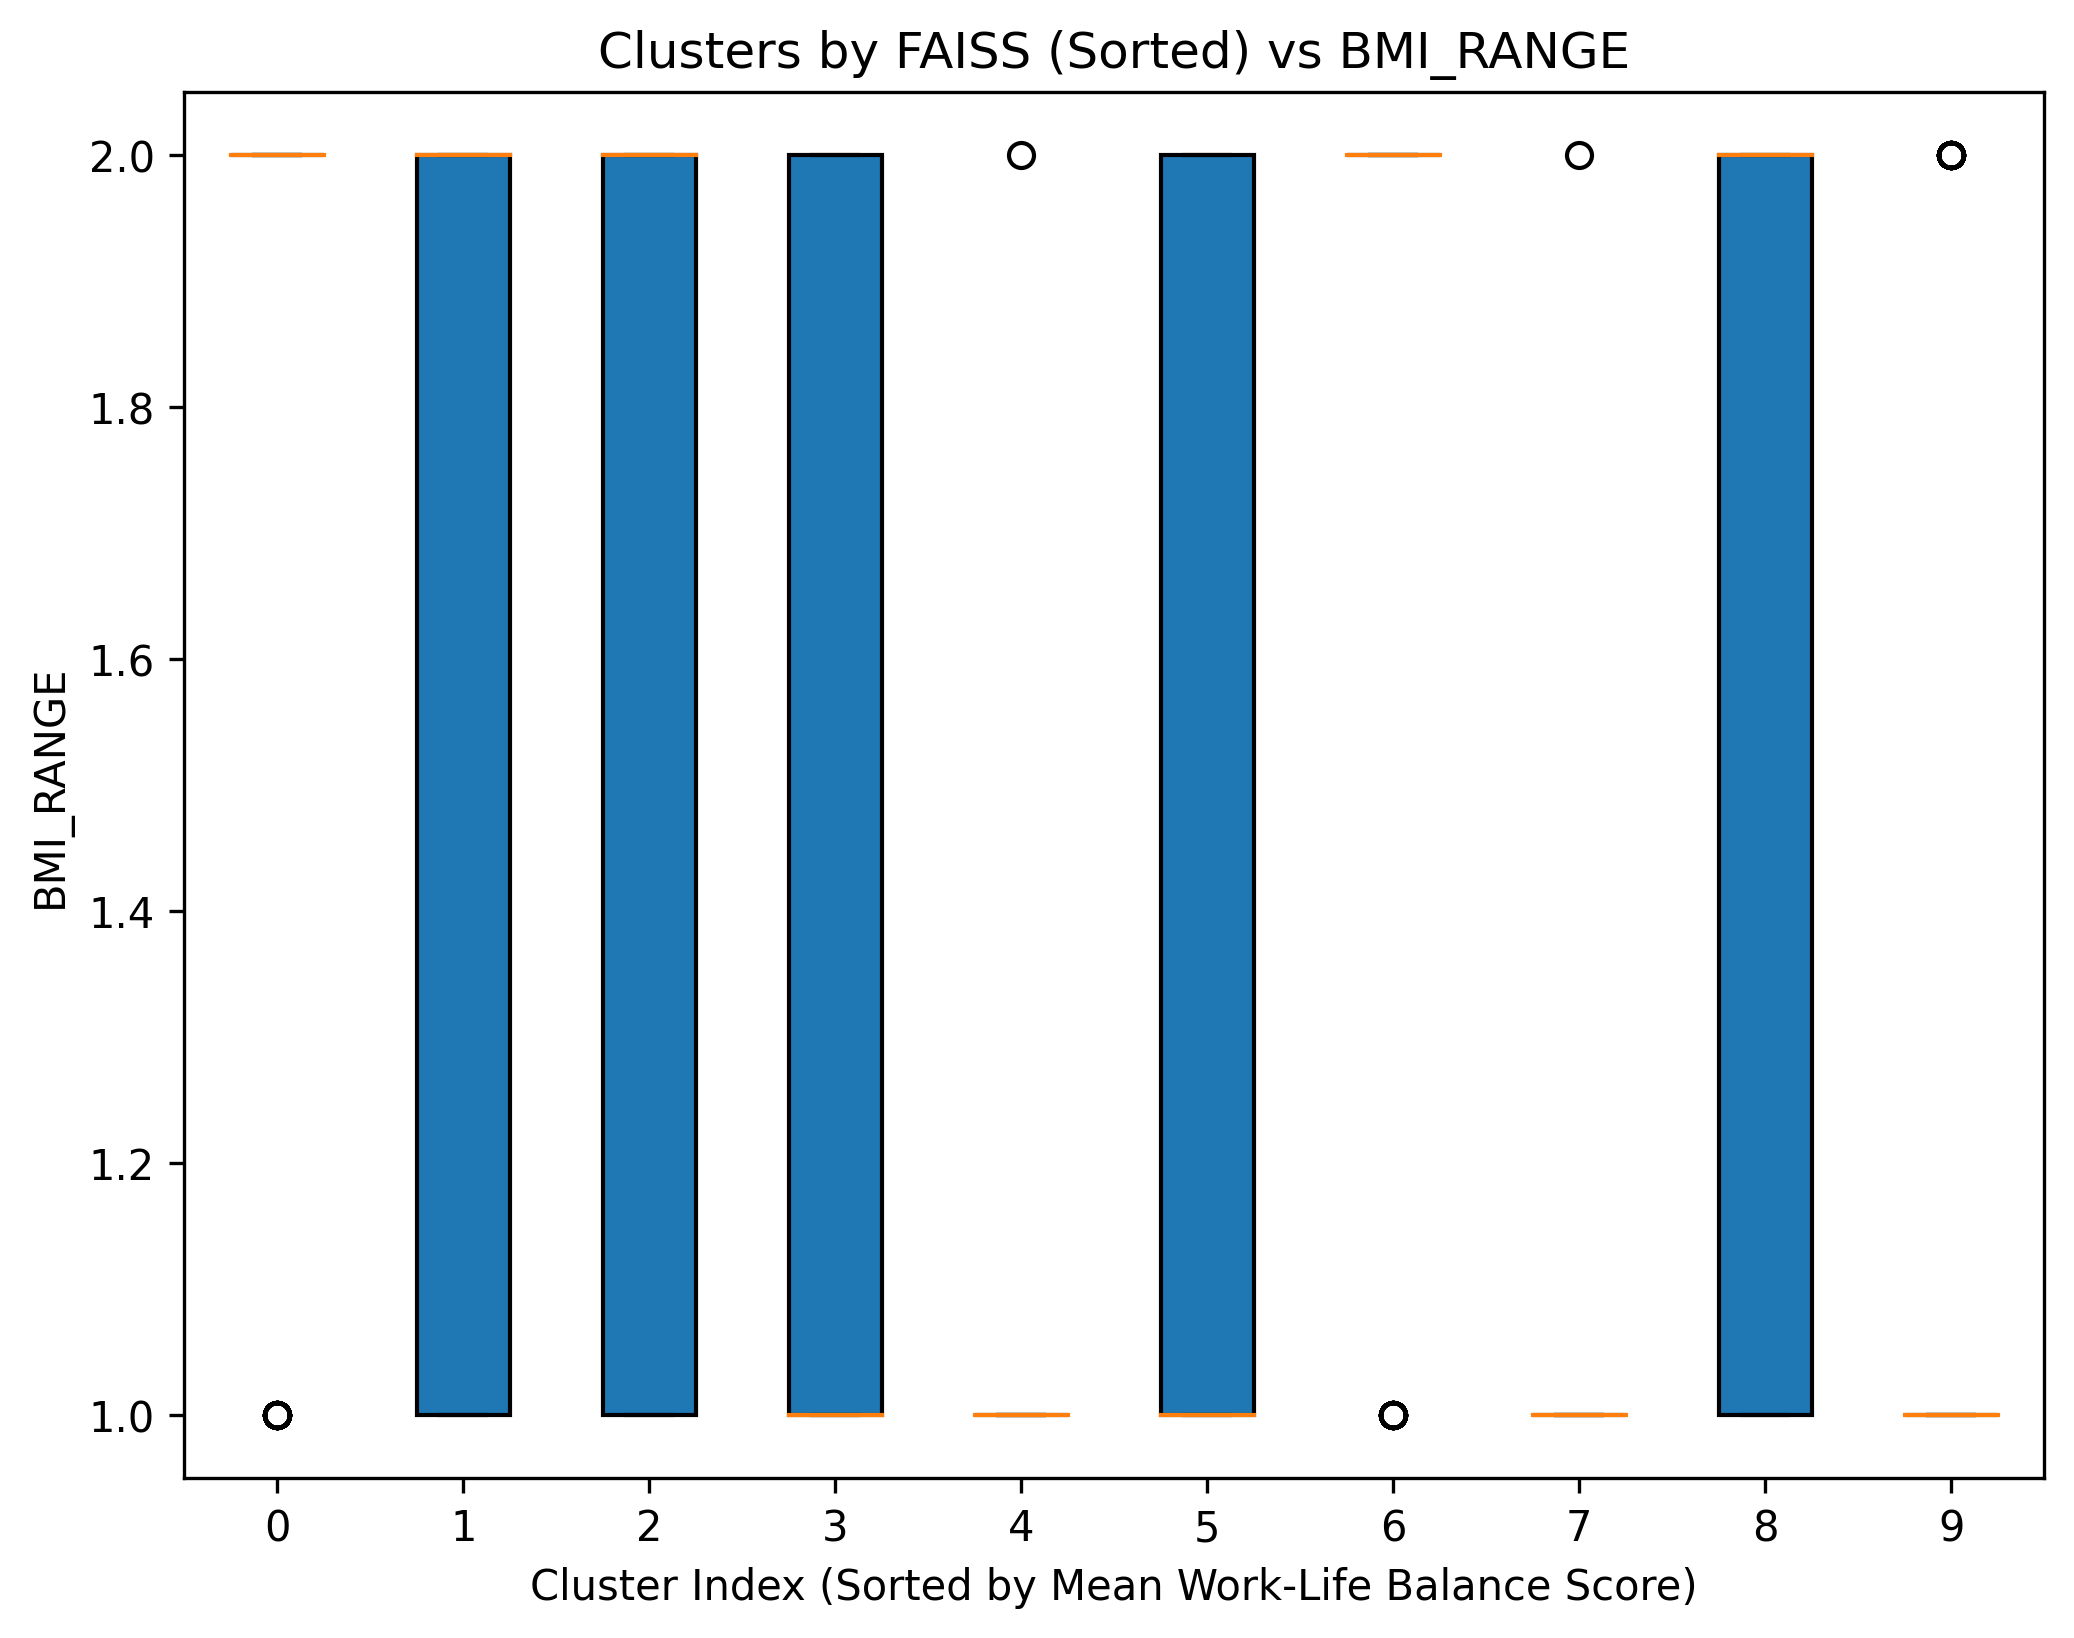 Clusters by FAISS (Sorted) vs BMI_RANGE
2.0
1.8
1.6
1.4
1.2
1.0
BMI_RANGE
0 1 2 3 4 5 6 7 8 9
Cluster Index (Sorted by Mean Work-Life Balance Score)